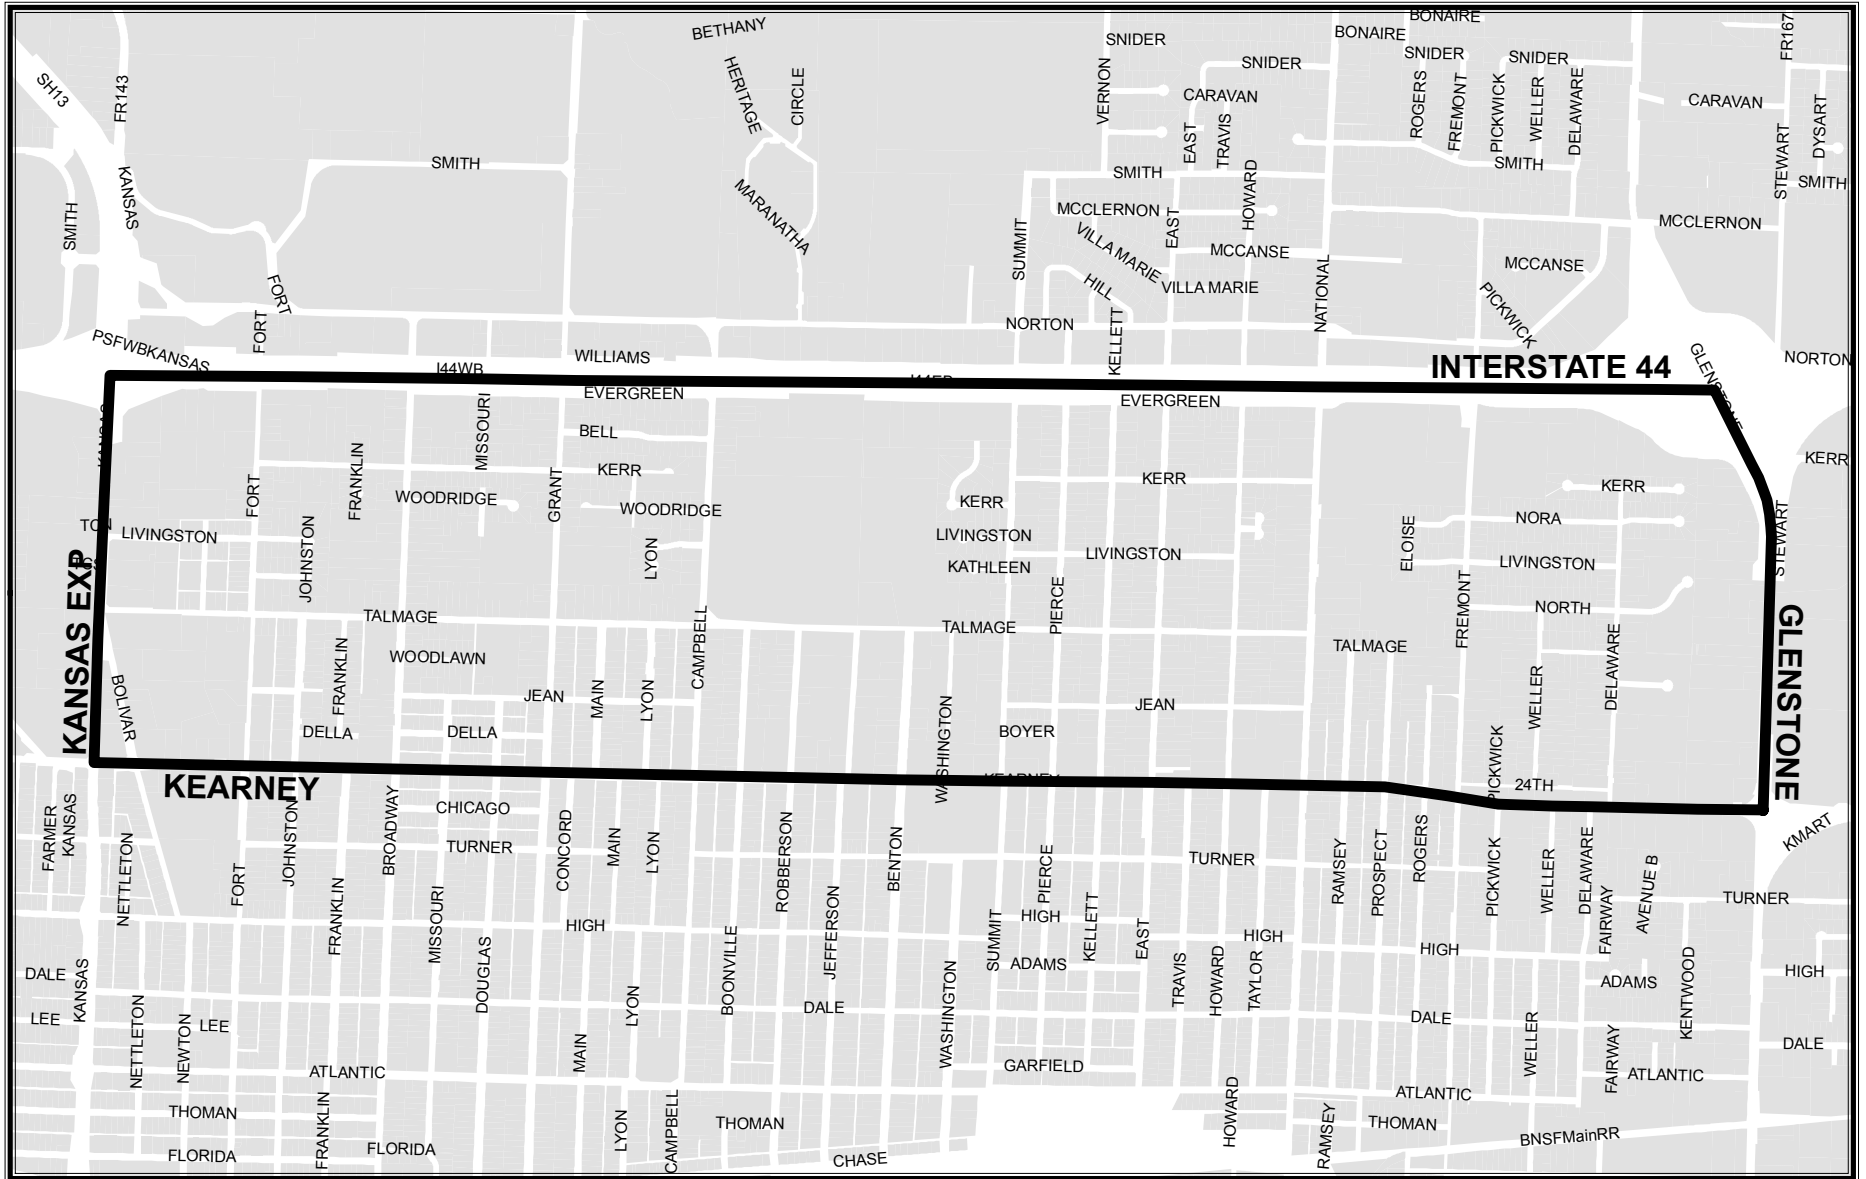 BONAIRE
BETHANY
BONAIRE
FR167
SNIDER
SNIDER
SNIDER
SNIDER
SH13
FR143
HERITAGE
CIRCLE
VERNON
CARAVAN
ROGERS
FREMONT
PICKWICK
WELLER
DELAWARE
CARAVAN
EAST
TRAVIS
STEWART
DYSART
SMITH
SMITH
SMITH
SMITH
KANSAS
SMITH
MARANATHA
HOWARD
MCCLERNON
MCCLERNON
SUMMIT
VILLA MARIE
EAST
MCCANSE
MCCANSE
NATIONAL
HILL
VILLA MARIE
FORT
PICKWICK
FORT
NORTON
KELLETT
PSFWBKANSAS
WILLIAMS
GLENSTONE
NORTON
I44WB
INTERSTATE 44
EVERGREEN
EVERGREEN
KANSAS
MISSOURI
BELL
FRANKLIN
KERR
KERR
KERR
KERR
FORT
WOODRIDGE
GRANT
WOODRIDGE
KERR
NORA
LIVINGSTON
JOHNSTON
LYON
LIVINGSTON
LIVINGSTON
KATHLEEN
ELOISE
LIVINGSTON
STEWART
KANSAS EXP
TALMAGE
CAMPBELL
PIERCE
TALMAGE
FREMONT
NORTH
GLENSTONE
TALMAGE
FRANKLIN
WOODLAWN
WELLER
DELAWARE
BOLIVAR
JEAN
MAIN
LYON
WASHINGTON
JEAN
DELLA
DELLA
BOYER
KEARNEY
PICKWICK
24TH
KEARNEY
FARMER
KANSAS
NETTLETON
JOHNSTON
BROADWAY
CHICAGO
CONCORD
MAIN
LYON
ROBBERSON
BENTON
PIERCE
TURNER
TURNER
RAMSEY
PROSPECT
ROGERS
PICKWICK
WELLER
DELAWARE
FAIRWAY
AVENUE B
KMART
TURNER
FORT
FRANKLIN
MISSOURI
DOUGLAS
HIGH
BOONVILLE
JEFFERSON
SUMMIT
HIGH
KELLETT
EAST
HIGH
HIGH
KENTWOOD
DALE
KANSAS
ADAMS
TRAVIS
HOWARD
TAYLOR
ADAMS
HIGH
LEE
NETTLETON
NEWTON
LEE
LYON
DALE
WASHINGTON
DALE
WELLER
FAIRWAY
DALE
MAIN
ATLANTIC
GARFIELD
ATLANTIC
ATLANTIC
THOMAN
FRANKLIN
LYON
CAMPBELL
THOMAN
HOWARD
RAMSEY
THOMAN
FLORIDA
FLORIDA
CHASE
BNSFMainRR